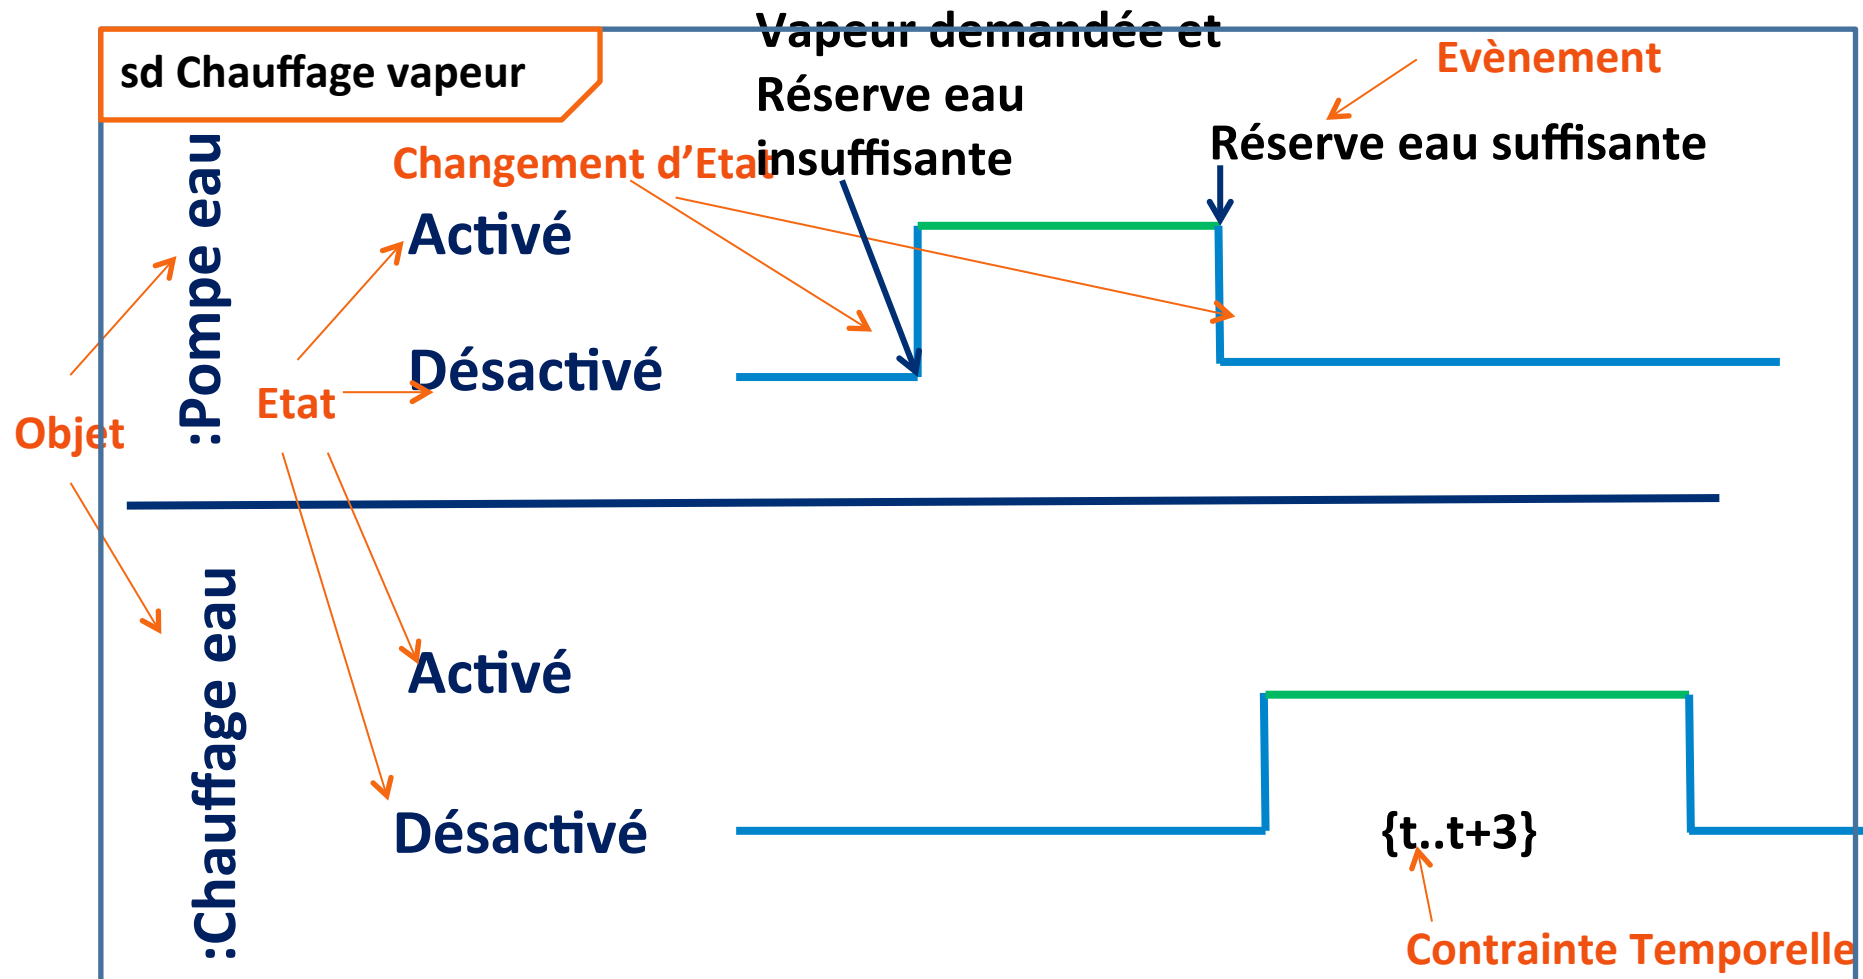 sd Chauffage vapeur
Vapeur demandée et
Réserve eau
insuffisante
Evènement
Réserve eau suffisante
Changement d’Etat
:Pompe eau
Activé
Désactivé
Etat
Objet
:Chauffage eau
Activé
Désactivé
{t..t+3}
Contrainte Temporelle